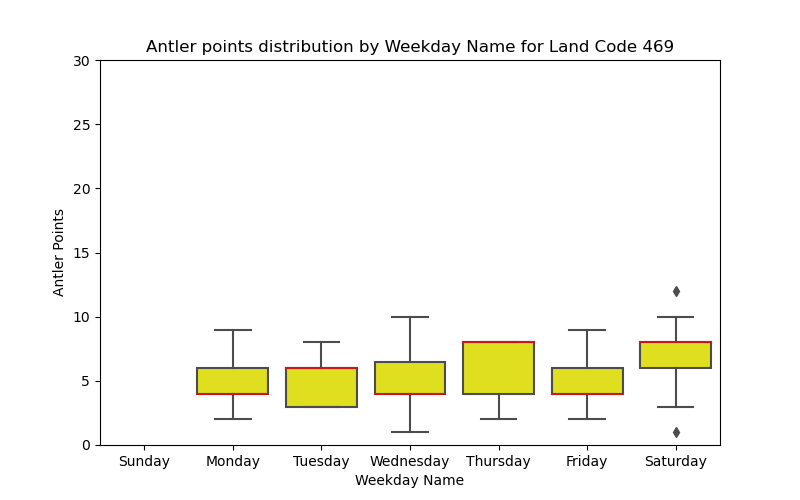 Antler points distribution by Weekday Name for Land Code 469
30
25
20
15
10
5
0
Antler Points
Sunday Monday Tuesday Wednesday Thursday Friday Saturday
Weekday Name